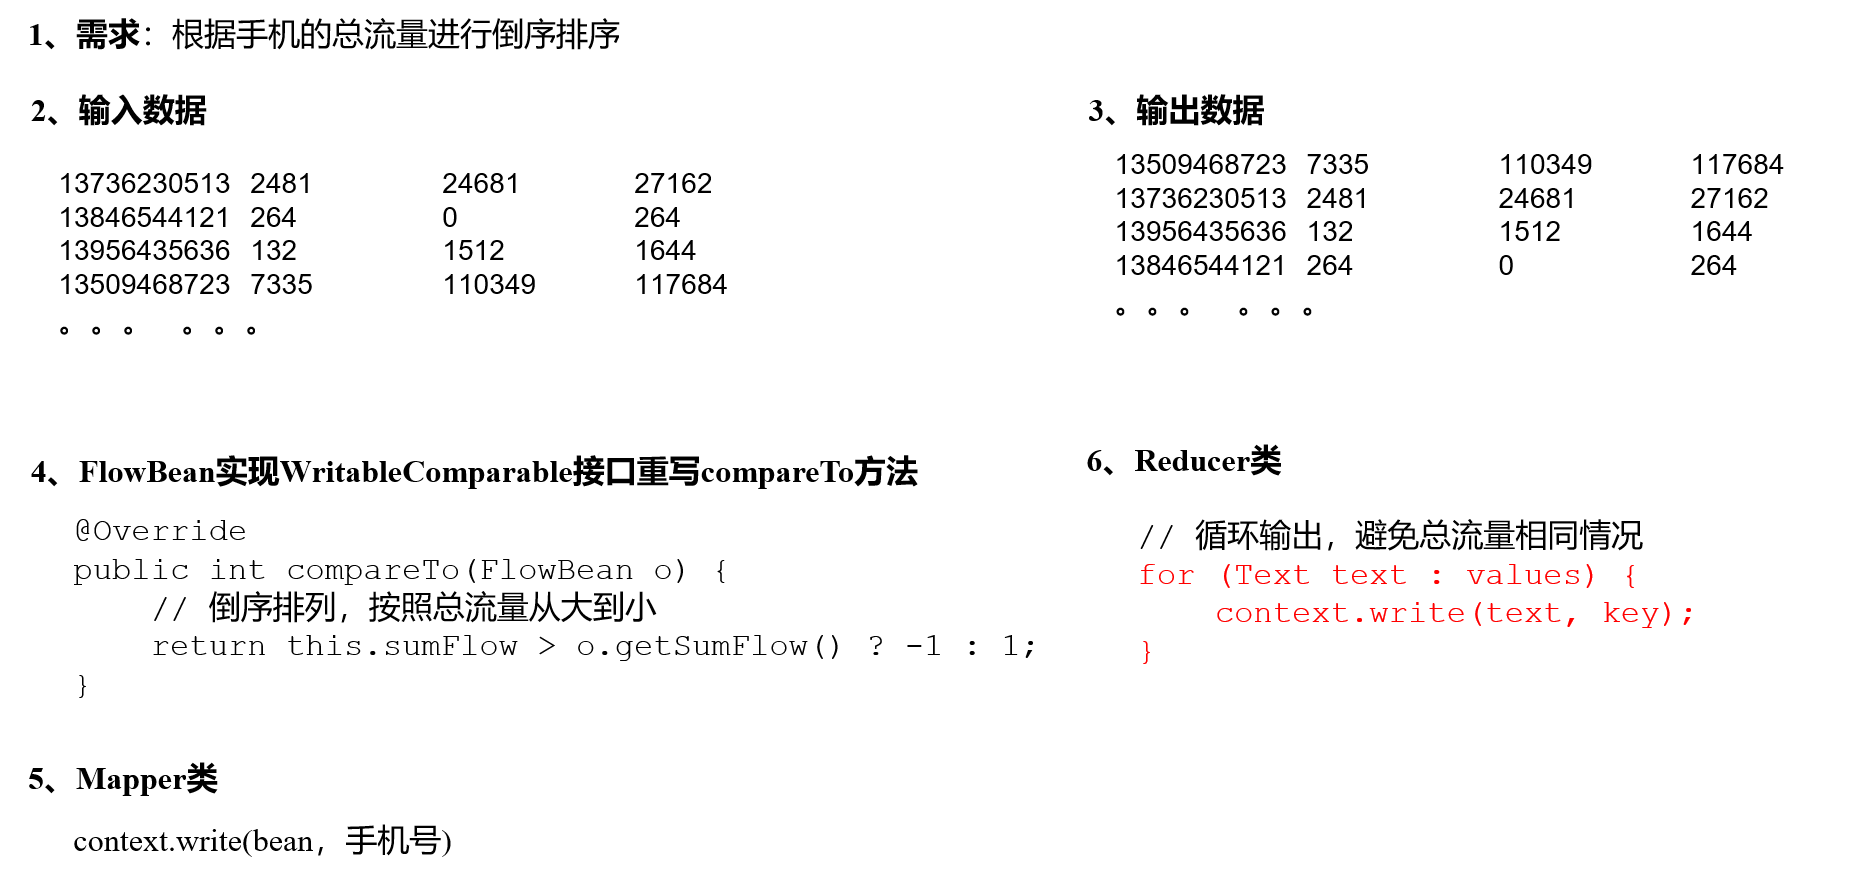 1、需求：根据手机的总流量进行倒序排序
2、输入数据
13736230513 2481 24681 27162
13846544121 264 0 264
13956435636 132 1512 1644
13509468723 7335 110349 117684
。。。 。。。
3、输出数据
13509468723 7335 110349 117684
13736230513 2481 24681 27162
13956435636 132 1512 1644
13846544121 264 0 264
。。。 。。。
4、FlowBean实现WritableComparable接口重写compareTo方法
@Override
public int compareTo(FlowBean o) {
// 倒序排列，按照总流量从大到小
return this.sumFlow > o.getSumFlow() ? -1 : 1;
}
5、Mapper类
context.write(bean，手机号)
6、Reducer类
// 循环输出，避免总流量相同情况
for (Text text : values) {
context.write(text, key);
}